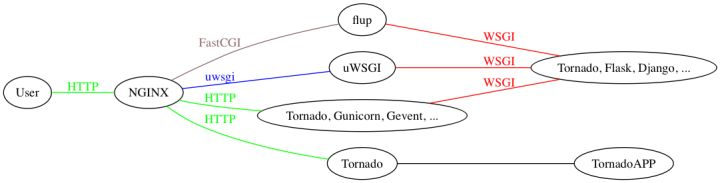 flup
FastCGI
WSGI
uwsgi
uWSGI
WSGI
Tornado, Flask, Django, ...
User
HTTP
NGINX
WSGI
HTTP
Tornado, Gunicorn, Gevent, ...
HTTP
Tornado
TornadoAPP